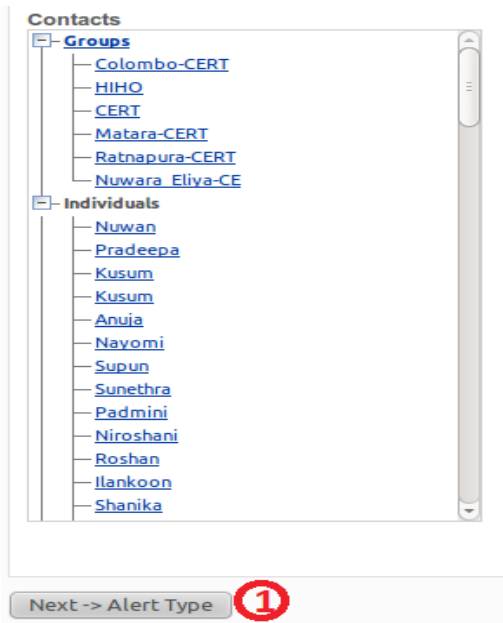 Contacts
Groups
Colombo-CERT
HIHO
CERT
Matara-CERT
Ratnapura-CERT
Nuwara_Eliya-CE
Individuals
Nuwan
Pradeepa
Kusum
Kusum
Anuja
Nayomi
Supun
Sunethra
Padmini
Niroshani
Roshan
Ilankoon
Shanika
Next -> Alert Type 1